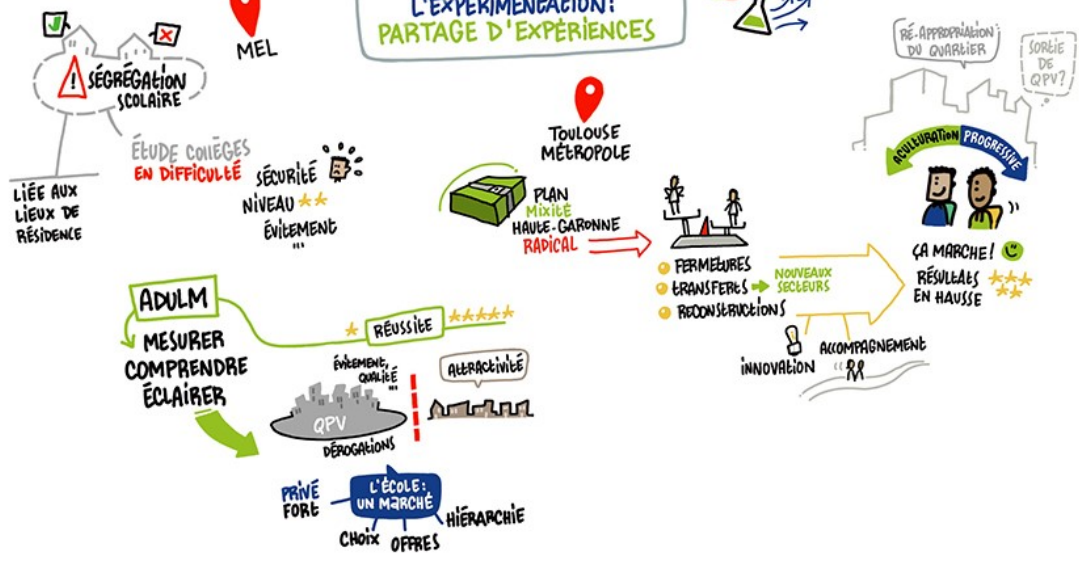 L'EXPÉRIMENTATION:
PARTAGE D'EXPÉRIENCES
MEL
SÉGRÉGATION
SCOLAIRE
LIÉE AUX
LIEUX DE
RÉSIDENCE
ÉTUDE COLLÈGES
EN DIFFICULTÉ
SÉCURITÉ
NIVEAU
ÉVITEMENT
...
ADULM
MESURER
COMPRENDRE
ÉCLAIRER
RÉUSSITE
ÉVITEMENT,
QUALITÉ
...
QPV
DÉROGATIONS
ATTRACTIVITÉ
L'ÉCOLE:
UN MARCHÉ
PRIVÉ
FORT
CHOIX
OFFRES
HIÉRARCHIE
TOULOUSE
MÉTROPOLE
PLAN
MIXITÉ
HAUTE-GARONNE
RADICAL
FERMETURES
TRANSFERTS
RECONSTRUCTIONS
NOUVEAUX
SECTEURS
INNOVATION
ACCOMPAGNEMENT
RÉ-APPROPRIATION
DU QUARTIER
SORTIE
DE
QPV?
ACULTURATION PROGRESSIVE
ÇA MARCHE!
RÉSULTATS
EN HAUSSE